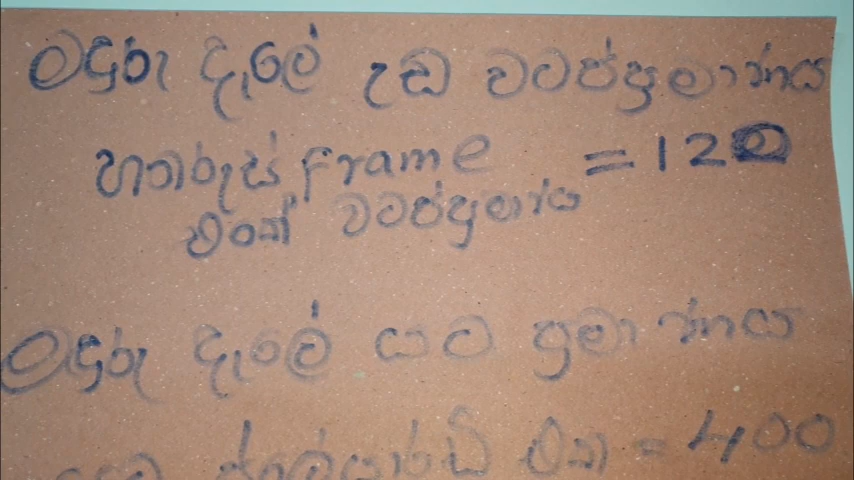 මදුරු දැලේ උඩ වටප්ප්‍රමාණය
හතරැස් Frame = 120
එකේ වටප්ප්‍රමාණය
මදුරු දැලේ යට ප්‍රමාණය
එක = 400